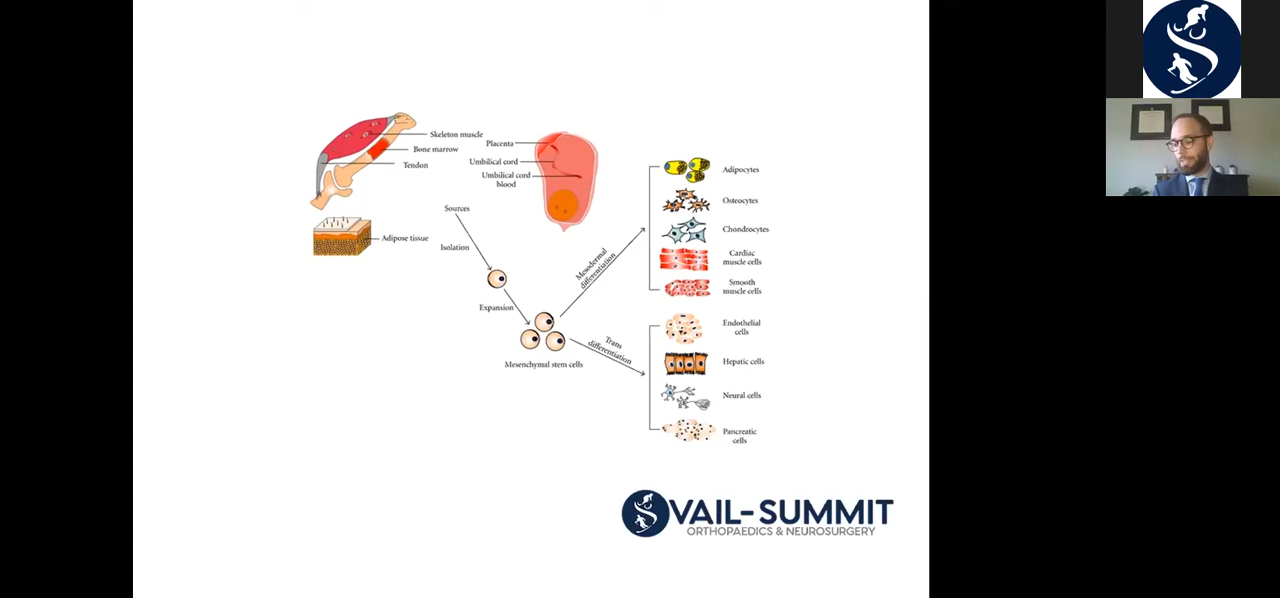 Skeleton muscle
Bone marrow
Tendon
Placenta
Umbilical cord
Umbilical cord
blood
Adipose tissue
Sources
Isolation
Expansion
Mesenchymal stem cells
Mesodermal
differentiation
Trans
differentiation
Adipocytes
Osteocytes
Chondrocytes
Cardiac
muscle cells
Smooth
muscle cells
Endothelial
cells
Hepatic cells
Neural cells
Pancreatic
cells
VAIL-SUMMIT
ORTHOPAEDICS & NEUROSURGERY